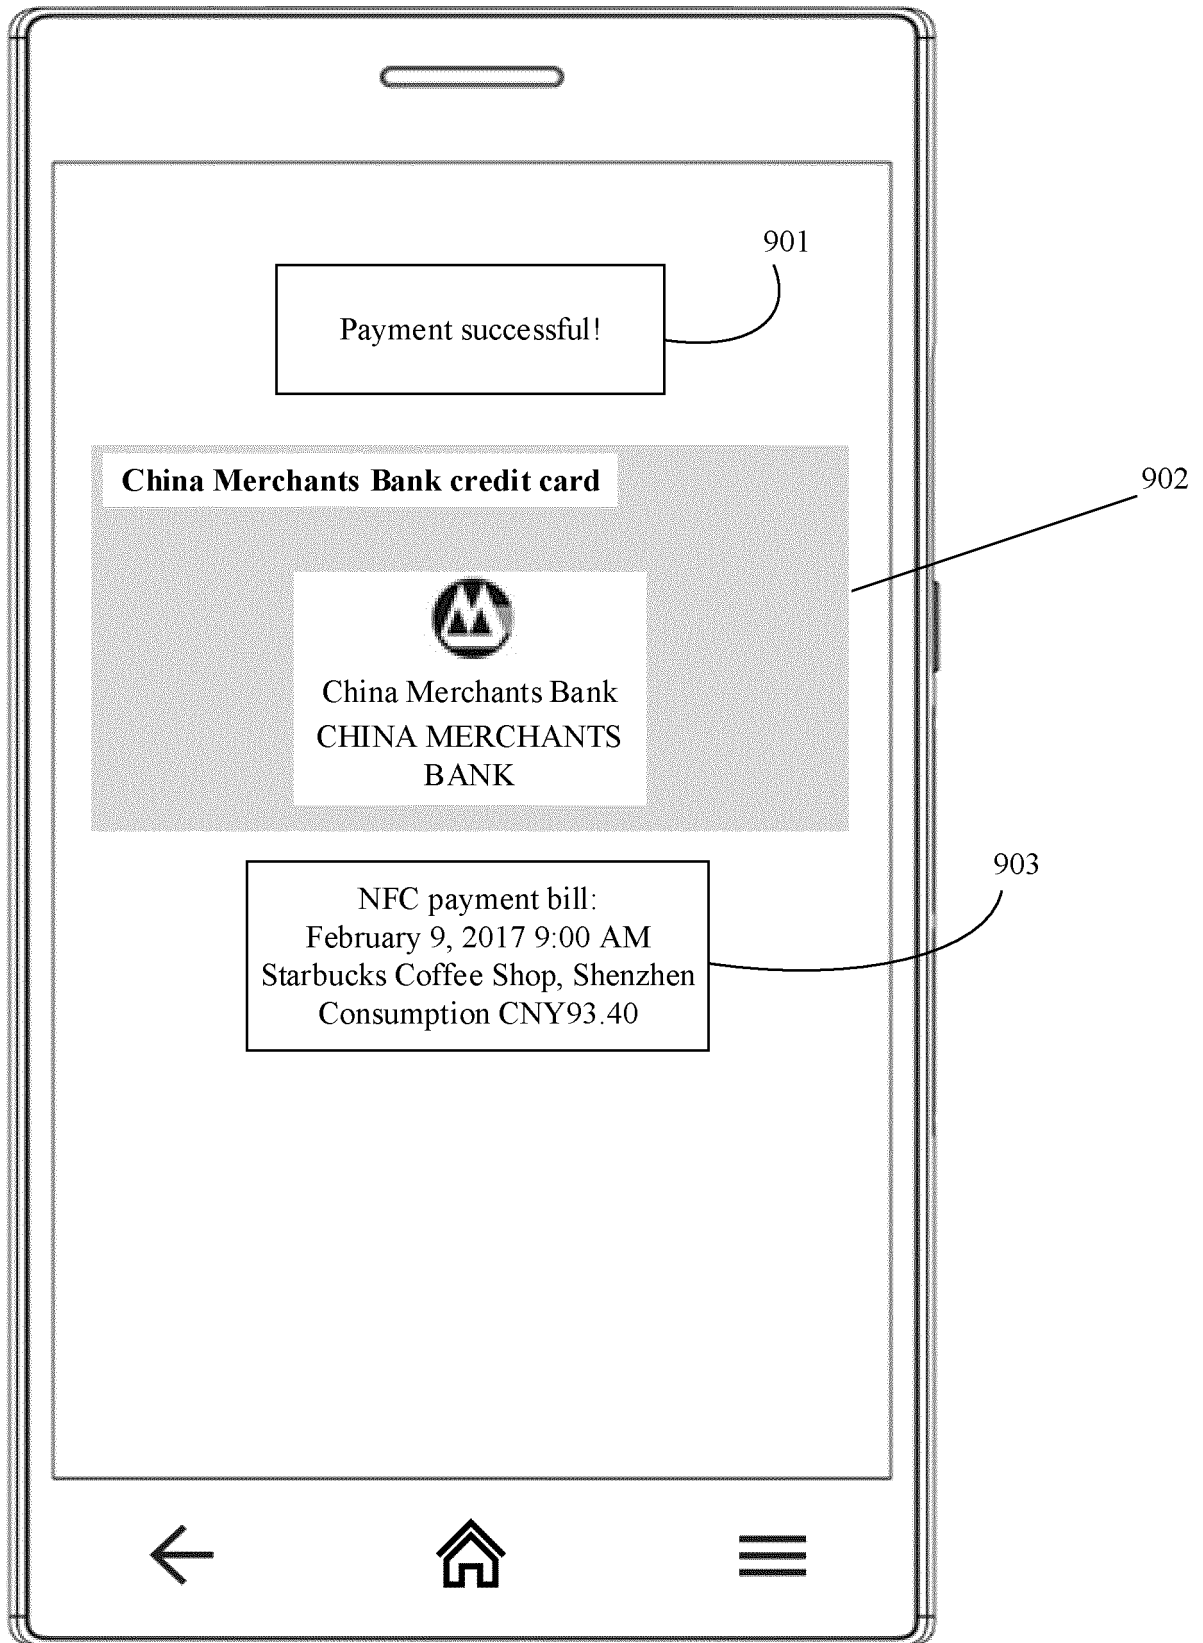 901
Payment successful!
China Merchants Bank credit card
902
China Merchants Bank
CHINA MERCHANTS
BANK
903
NFC payment bill:
February 9, 2017 9:00 AM
Starbucks Coffee Shop, Shenzhen
Consumption CNY93.40